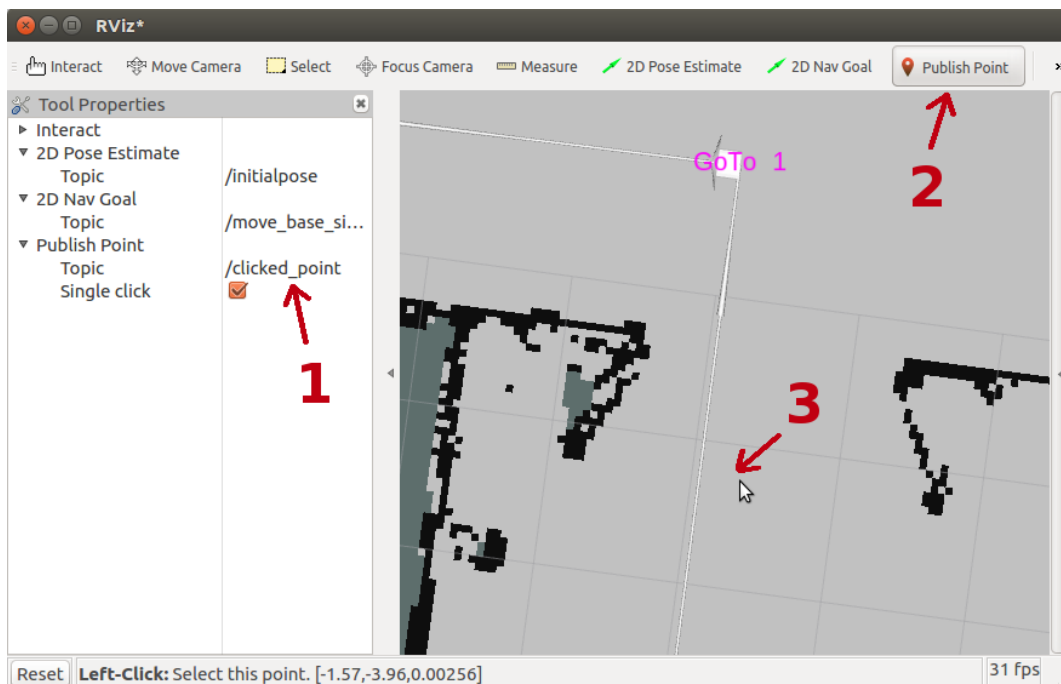 RViz*
Interact Move Camera Select Focus Camera Measure 2D Pose Estimate 2D Nav Goal Publish Point »
Tool Properties
Interact
2D Pose Estimate
Topic /initialpose
2D Nav Goal
Topic /move_base_si...
Publish Point
Topic /clicked_point
Single click
1
GoTo 1
2
3
Reset Left-Click: Select this point. [-1.57,-3.96,0.00256] 31 fps